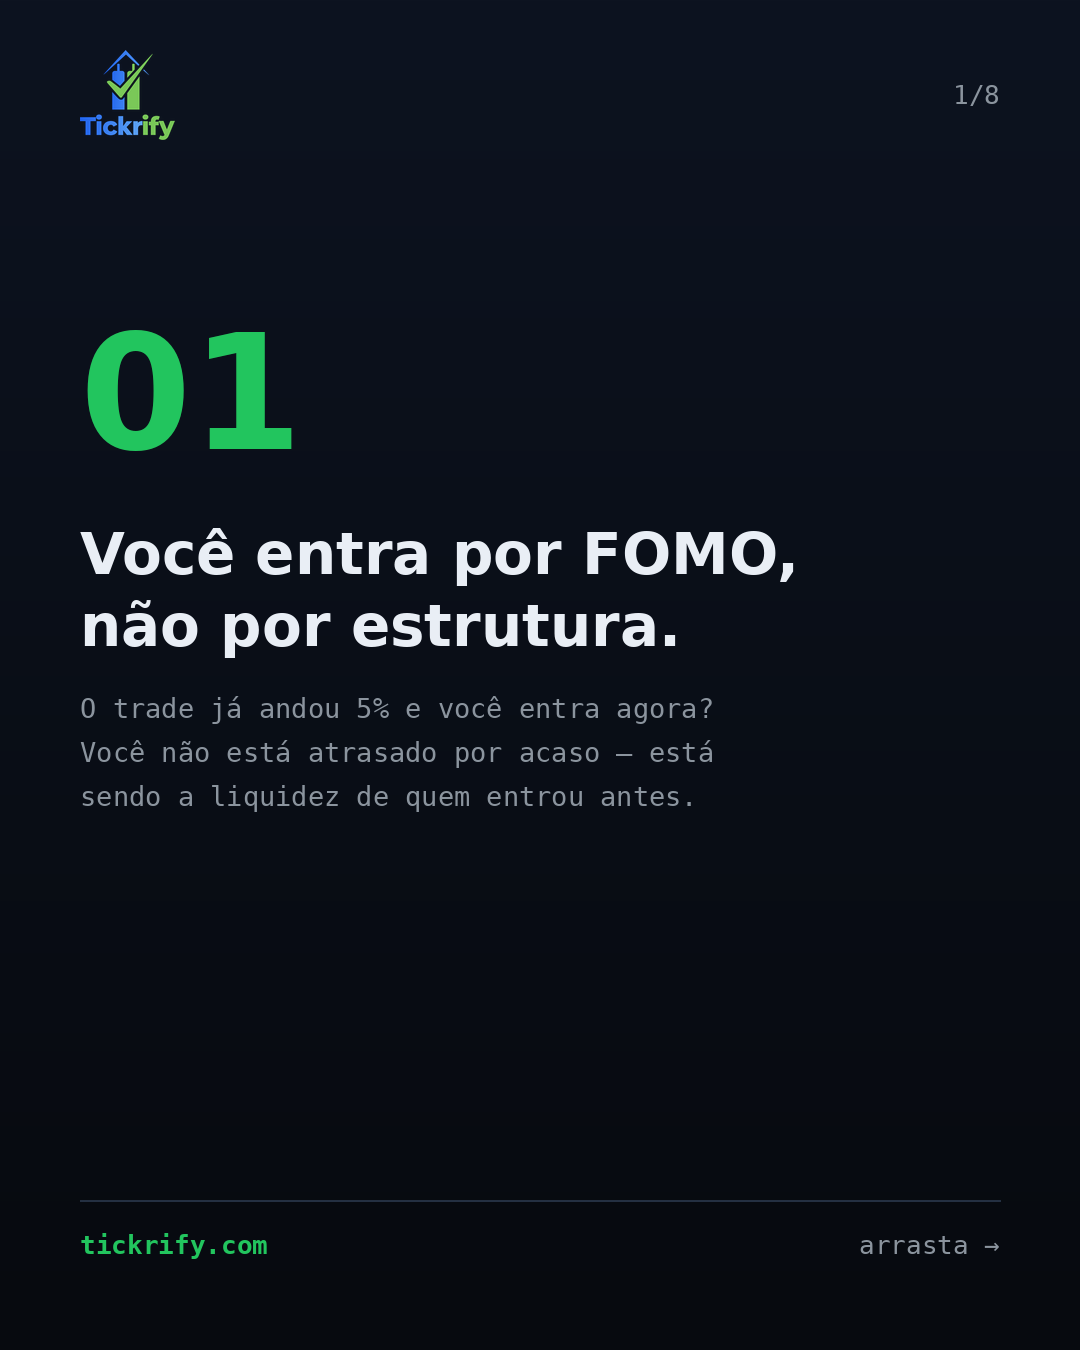 Tickrify
1/8
01
Você entra por FOMO,
não por estrutura.
O trade já andou 5% e você entra agora?
Você não está atrasado por acaso — está
sendo a liquidez de quem entrou antes.
tickrify.com
arrasta →